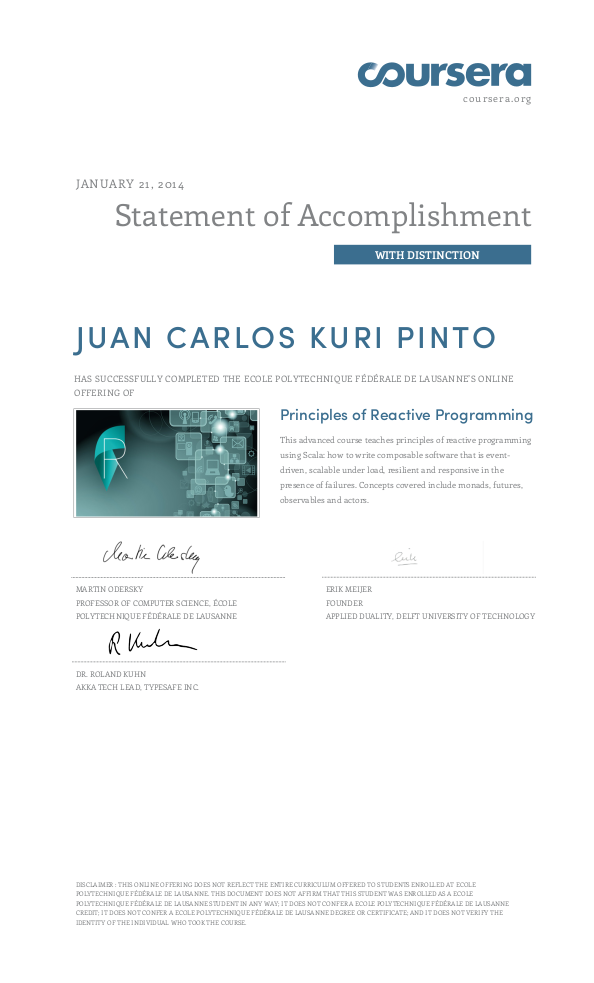 coursera
coursera.org
JANUARY 21, 2014
Statement of Accomplishment
WITH DISTINCTION
JUAN CARLOS KURI PINTO
HAS SUCCESSFULLY COMPLETED THE ECOLE POLYTECHNIQUE FÉDÉRALE DE LAUSANNE'S ONLINE
OFFERING OF
R
Principles of Reactive Programming
This advanced course teaches principles of reactive programming
using Scala: how to write composable software that is event-
driven, scalable under load, resilient and responsive in the
presence of failures. Concepts covered include monads, futures,
observables and actors.
Martin Odersky
Erik
MARTIN ODERSKY
PROFESSOR OF COMPUTER SCIENCE, ÉCOLE
POLYTECHNIQUE FÉDÉRALE DE LAUSANNE
ERIK MEIJER
FOUNDER
APPLIED DUALITY, DELFT UNIVERSITY OF TECHNOLOGY
R Kuhn
DR. ROLAND KUHN
AKKA TECH LEAD, TYPESAFE INC.
DISCLAIMER : THIS ONLINE OFFERING DOES NOT REFLECT THE ENTIRE CURRICULUM OFFERED TO STUDENTS ENROLLED AT ECOLE
POLYTECHNIQUE FÉDÉRALE DE LAUSANNE. THIS DOCUMENT DOES NOT AFFIRM THAT THIS STUDENT WAS ENROLLED AS A ECOLE
POLYTECHNIQUE FÉDÉRALE DE LAUSANNE STUDENT IN ANY WAY; IT DOES NOT CONFER A ECOLE POLYTECHNIQUE FÉDÉRALE DE LAUSANNE
CREDIT; IT DOES NOT CONFER A ECOLE POLYTECHNIQUE FÉDÉRALE DE LAUSANNE DEGREE OR CERTIFICATE; AND IT DOES NOT VERIFY THE
IDENTITY OF THE INDIVIDUAL WHO TOOK THE COURSE.